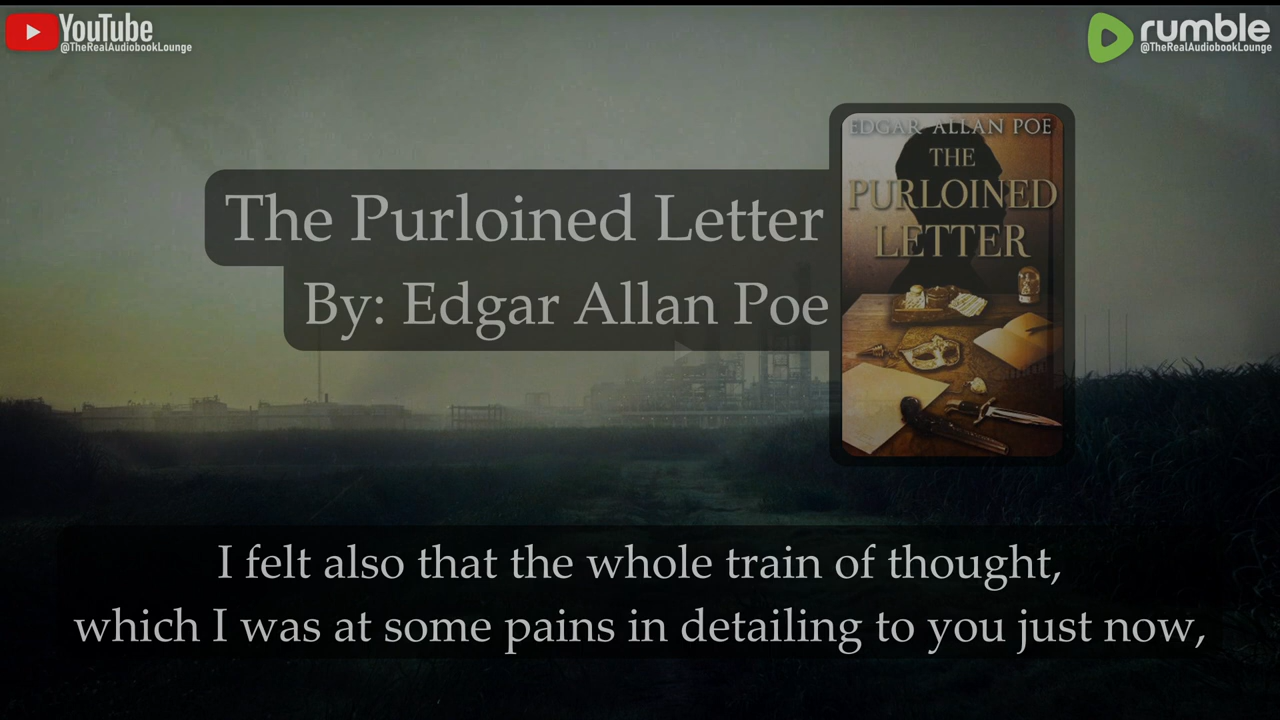 YouTube
@TheRealAudiobookLounge
rumble
@TheRealAudiobookLounge
EDGAR ALLAN POE
THE
PURLOINED
LETTER
The Purloined Letter
By: Edgar Allan Poe
I felt also that the whole train of thought,
which I was at some pains in detailing to you just now,